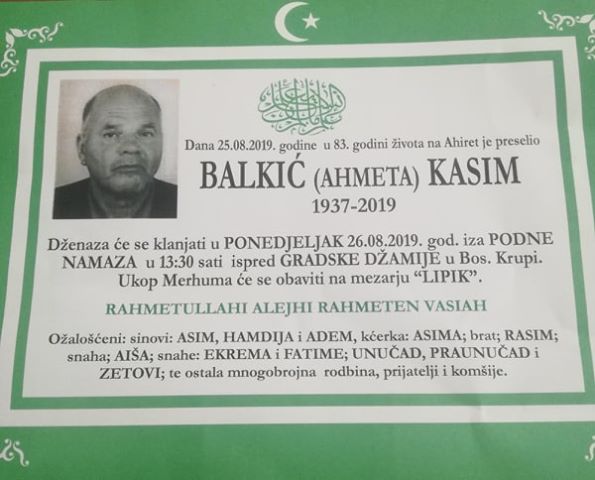 Dana 25.08.2019. godine u 83. godini života na Ahiret je preselio
BALKIĆ (AHMETA) KASIM
1937-2019
Dženaza će se klanjati u PONEDJELJAK 26.08.2019. god. iza PODNE
NAMAZA u 13:30 sati ispred GRADSKE DŽAMIJE u Bos. Krupi.
Ukop Merhuma će se obaviti na mezarju “LIPIK”.
RAHMETULLAHI ALEJHI RAHMETEN VASIAH
Ožalošćeni: sinovi: ASIM, HAMDIJA i ADEM, kćerka: ASIMA; brat; RASIM;
snaha; AIŠA; snahe: EKREMA i FATIME; UNUČAD, PRAUNUČAD i
ZETOVI; te ostala mnogobrojna rodbina, prijatelji i komšije.